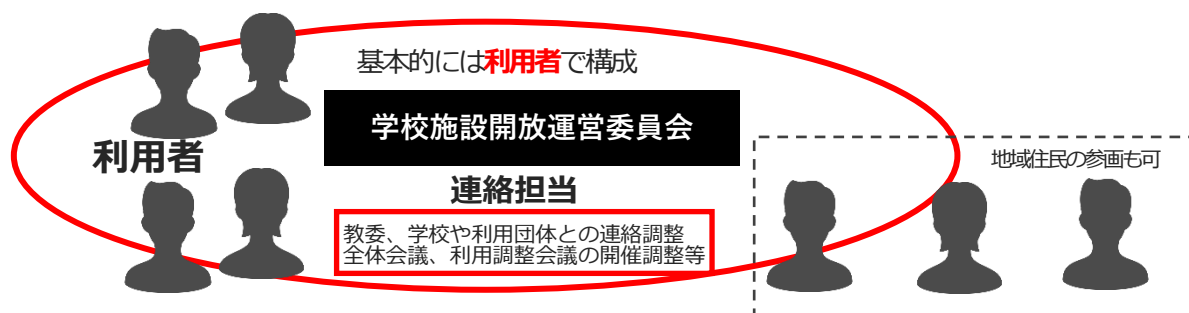 基本的には利用者で構成
学校施設開放運営委員会
利用者
連絡担当
教委、学校や利用団体との連絡調整
全体会議、利用調整会議の開催調整等
地域住民の参画も可